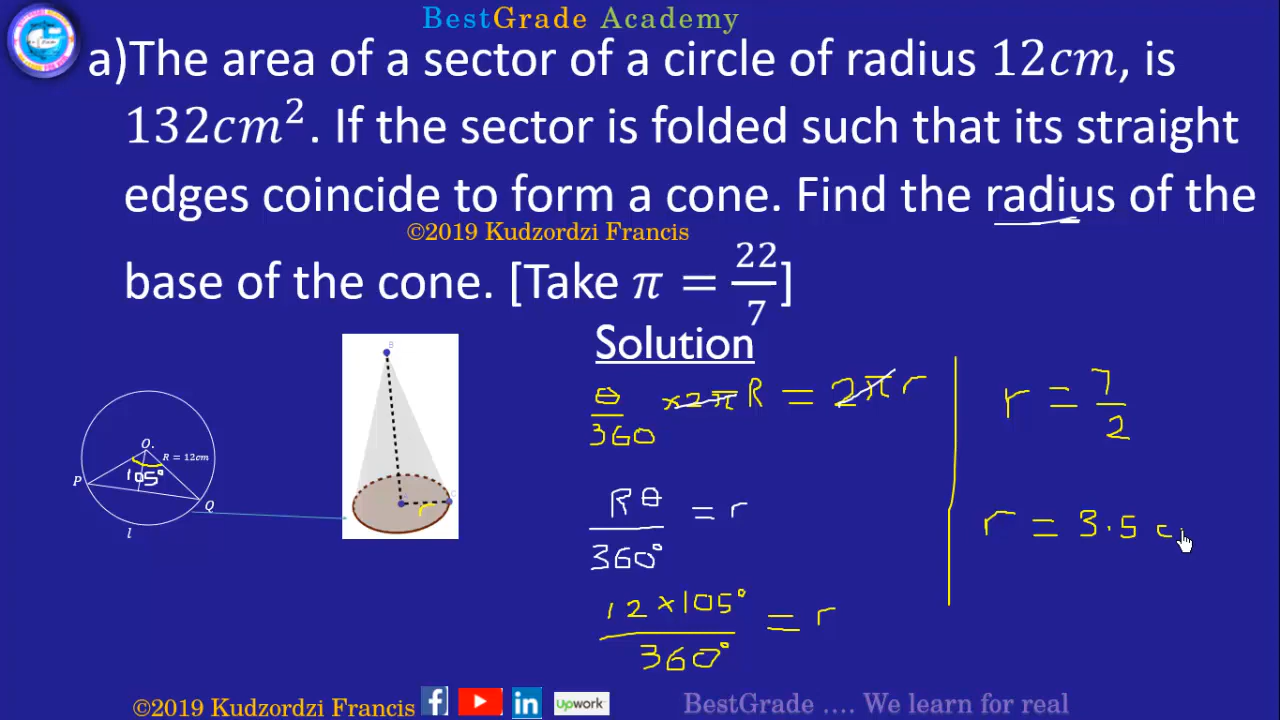 BestGrade Academy
a)The area of a sector of a circle of radius 12cm, is
132cm². If the sector is folded such that its straight
edges coincide to form a cone. Find the radius of the
©2019 Kudzordzi Francis
base of the cone. [Take π = 22/7]
Solution
θ/360 ×2πR = 2πr
Rθ/360° = r
12×105°/360° = r
r = 7/2
r = 3.5 c
O.
R = 12cm
105°
P
Q
l
B
C
r
©2019 Kudzordzi Francis
f
in
upwork
BestGrade .... We learn for real